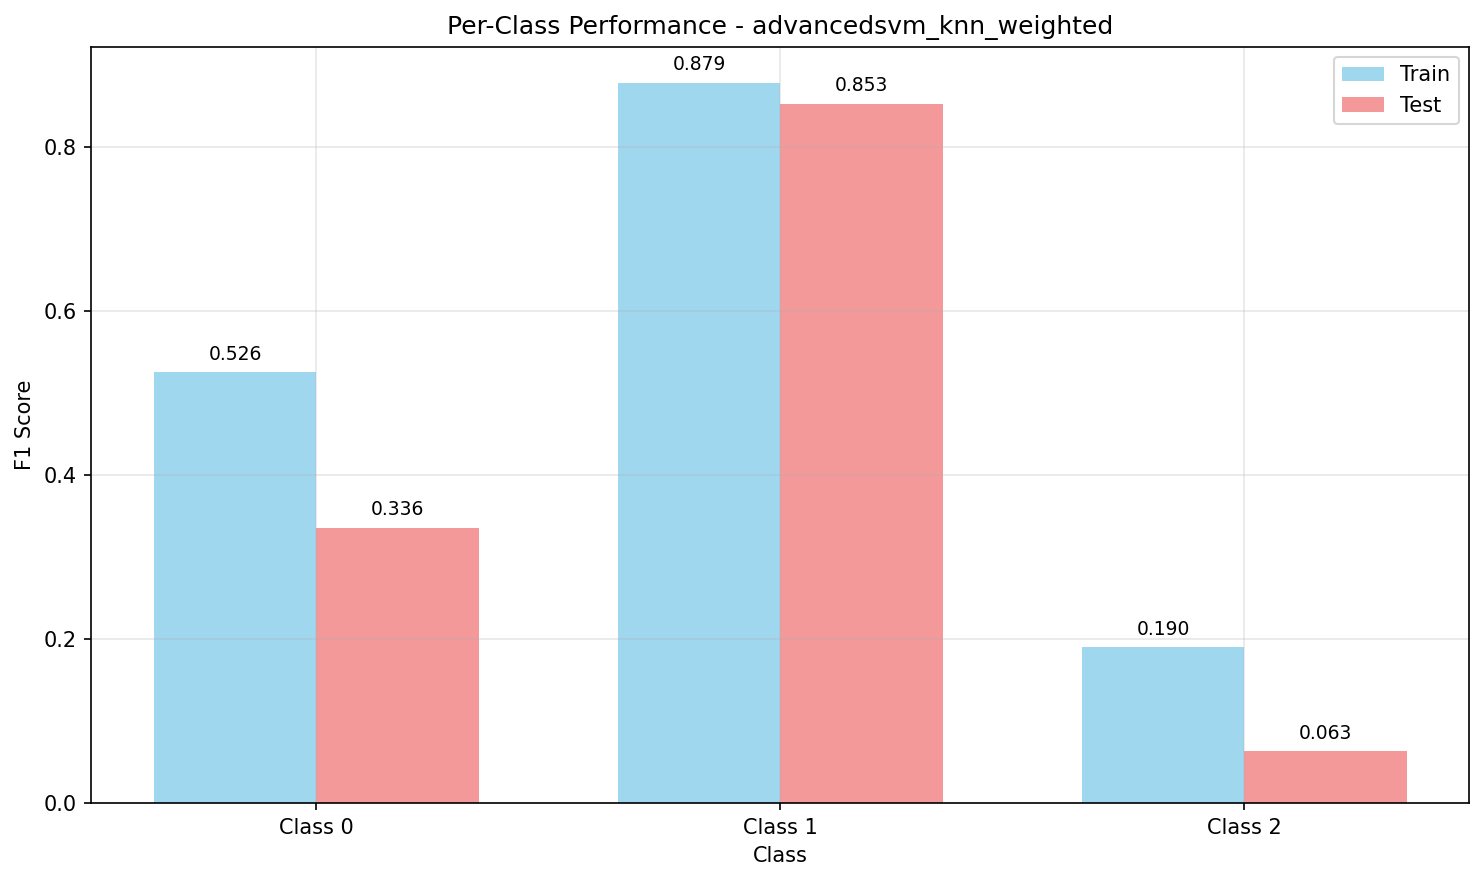 Per-Class Performance - advancedsvm_knn_weighted
Train
Test
0.879
0.853
0.526
0.336
0.190
0.063
F1 Score
0.8
0.6
0.4
0.2
0.0
Class 0
Class 1
Class 2
Class